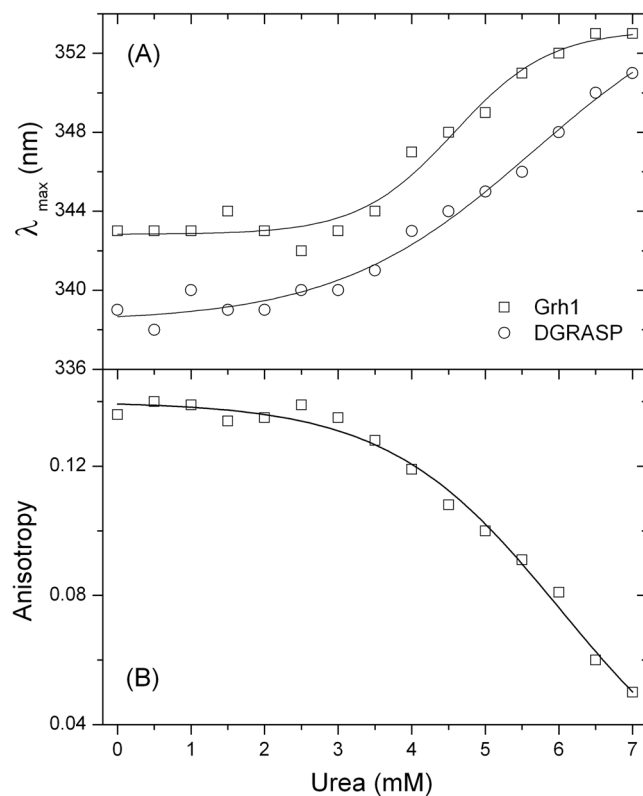 (A)
352
348
344
340
336
λ max (nm)
Grh1
DGRASP
0.12
0.08
0.04
Anisotropy
(B)
0 1 2 3 4 5 6 7
Urea (mM)